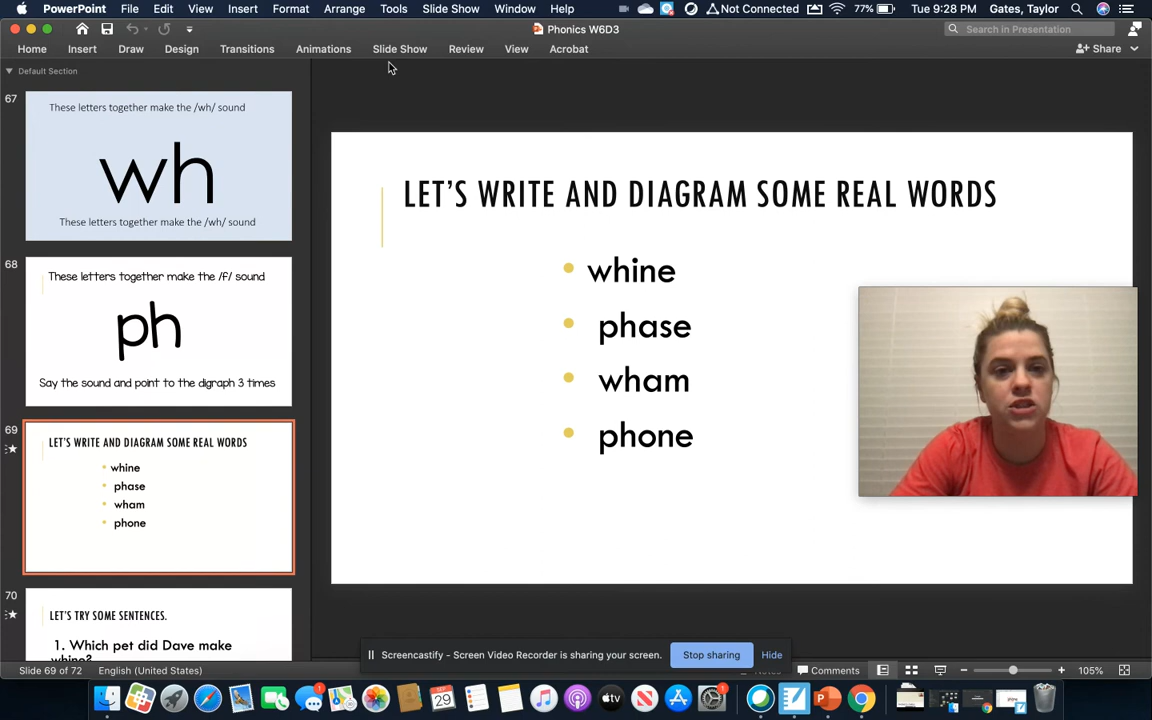 PowerPoint File Edit View Insert Format Arrange Tools Slide Show Window Help Not Connected 77% Tue 9:28 PM Gates, Taylor
Phonics W6D3
Search in Presentation
Home Insert Draw Design Transitions Animations Slide Show Review View Acrobat
Share
Default Section
67
These letters together make the /wh/ sound
wh
These letters together make the /wh/ sound
68
These letters together make the /f/ sound
ph
Say the sound and point to the digraph 3 times
69
LET'S WRITE AND DIAGRAM SOME REAL WORDS
• whine
• phase
• wham
• phone
70
LET'S TRY SOME SENTENCES.
1. Which pet did Dave make
whine?
LET'S WRITE AND DIAGRAM SOME REAL WORDS
• whine
• phase
• wham
• phone
Screencastify - Screen Video Recorder is sharing your screen.
Stop sharing
Hide
Slide 69 of 72
English (United States)
Notes
Comments
105%
SEP
29
1
1